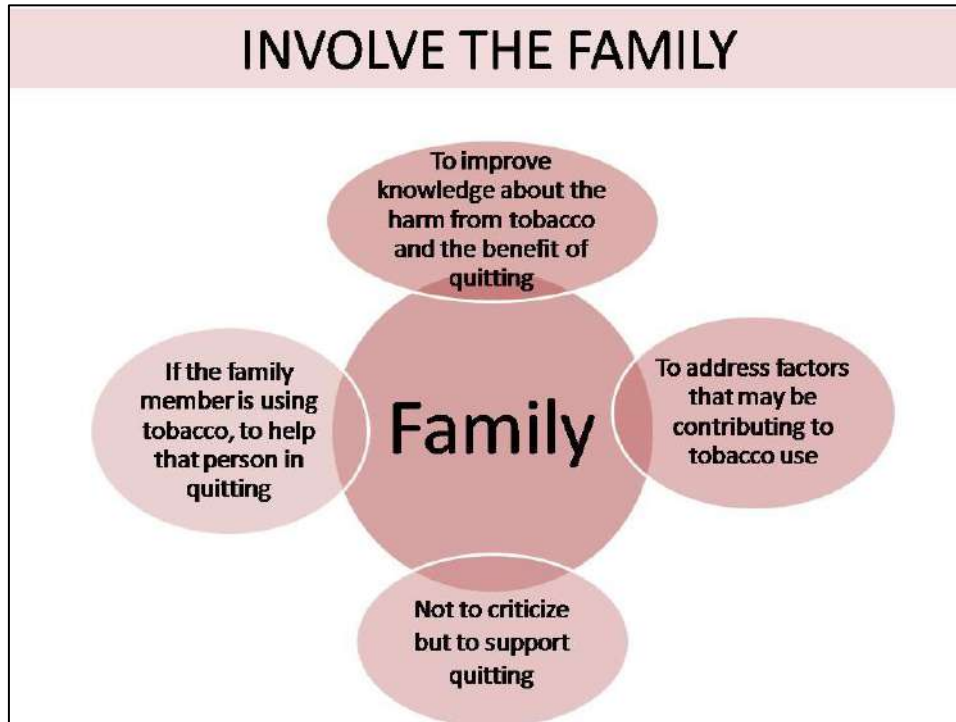 INVOLVE THE FAMILY
To improve
knowledge about the
harm from tobacco
and the benefit of
quitting
If the family
member is using
tobacco, to help
that person in
quitting
Family
To address factors
that may be
contributing to
tobacco use
Not to criticize
but to support
quitting